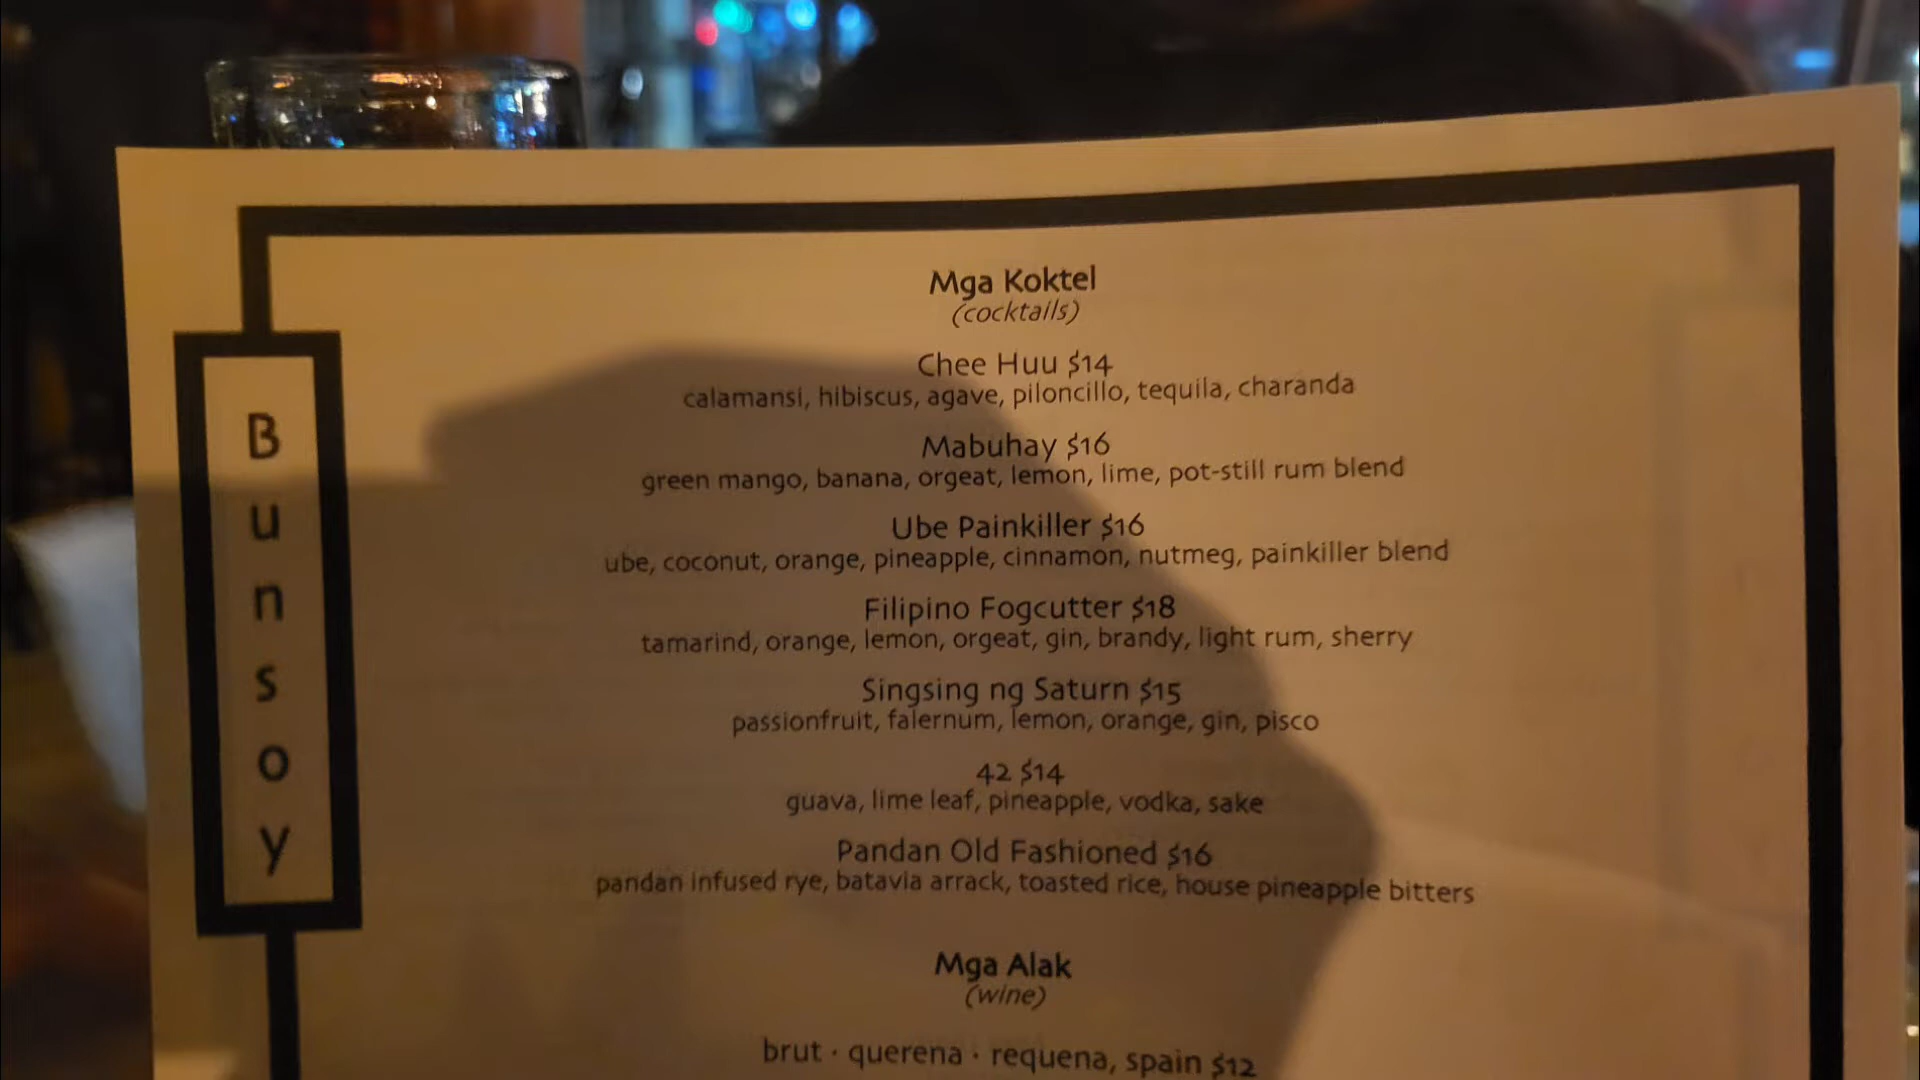 Bunsoy
Mga Koktel
(cocktails)
Chee Huu $14
calamansi, hibiscus, agave, piloncillo, tequila, charanda
Mabuhay $16
green mango, banana, orgeat, lemon, lime, pot-still rum blend
Ube Painkiller $16
ube, coconut, orange, pineapple, cinnamon, nutmeg, painkiller blend
Filipino Fogcutter $18
tamarind, orange, lemon, orgeat, gin, brandy, light rum, sherry
Singsing ng Saturn $15
passionfruit, falernum, lemon, orange, gin, pisco
42 $14
guava, lime leaf, pineapple, vodka, sake
Pandan Old Fashioned $16
pandan infused rye, batavia arrack, toasted rice, house pineapple bitters
Mga Alak
(wine)
brut · querena · requena, spain $12